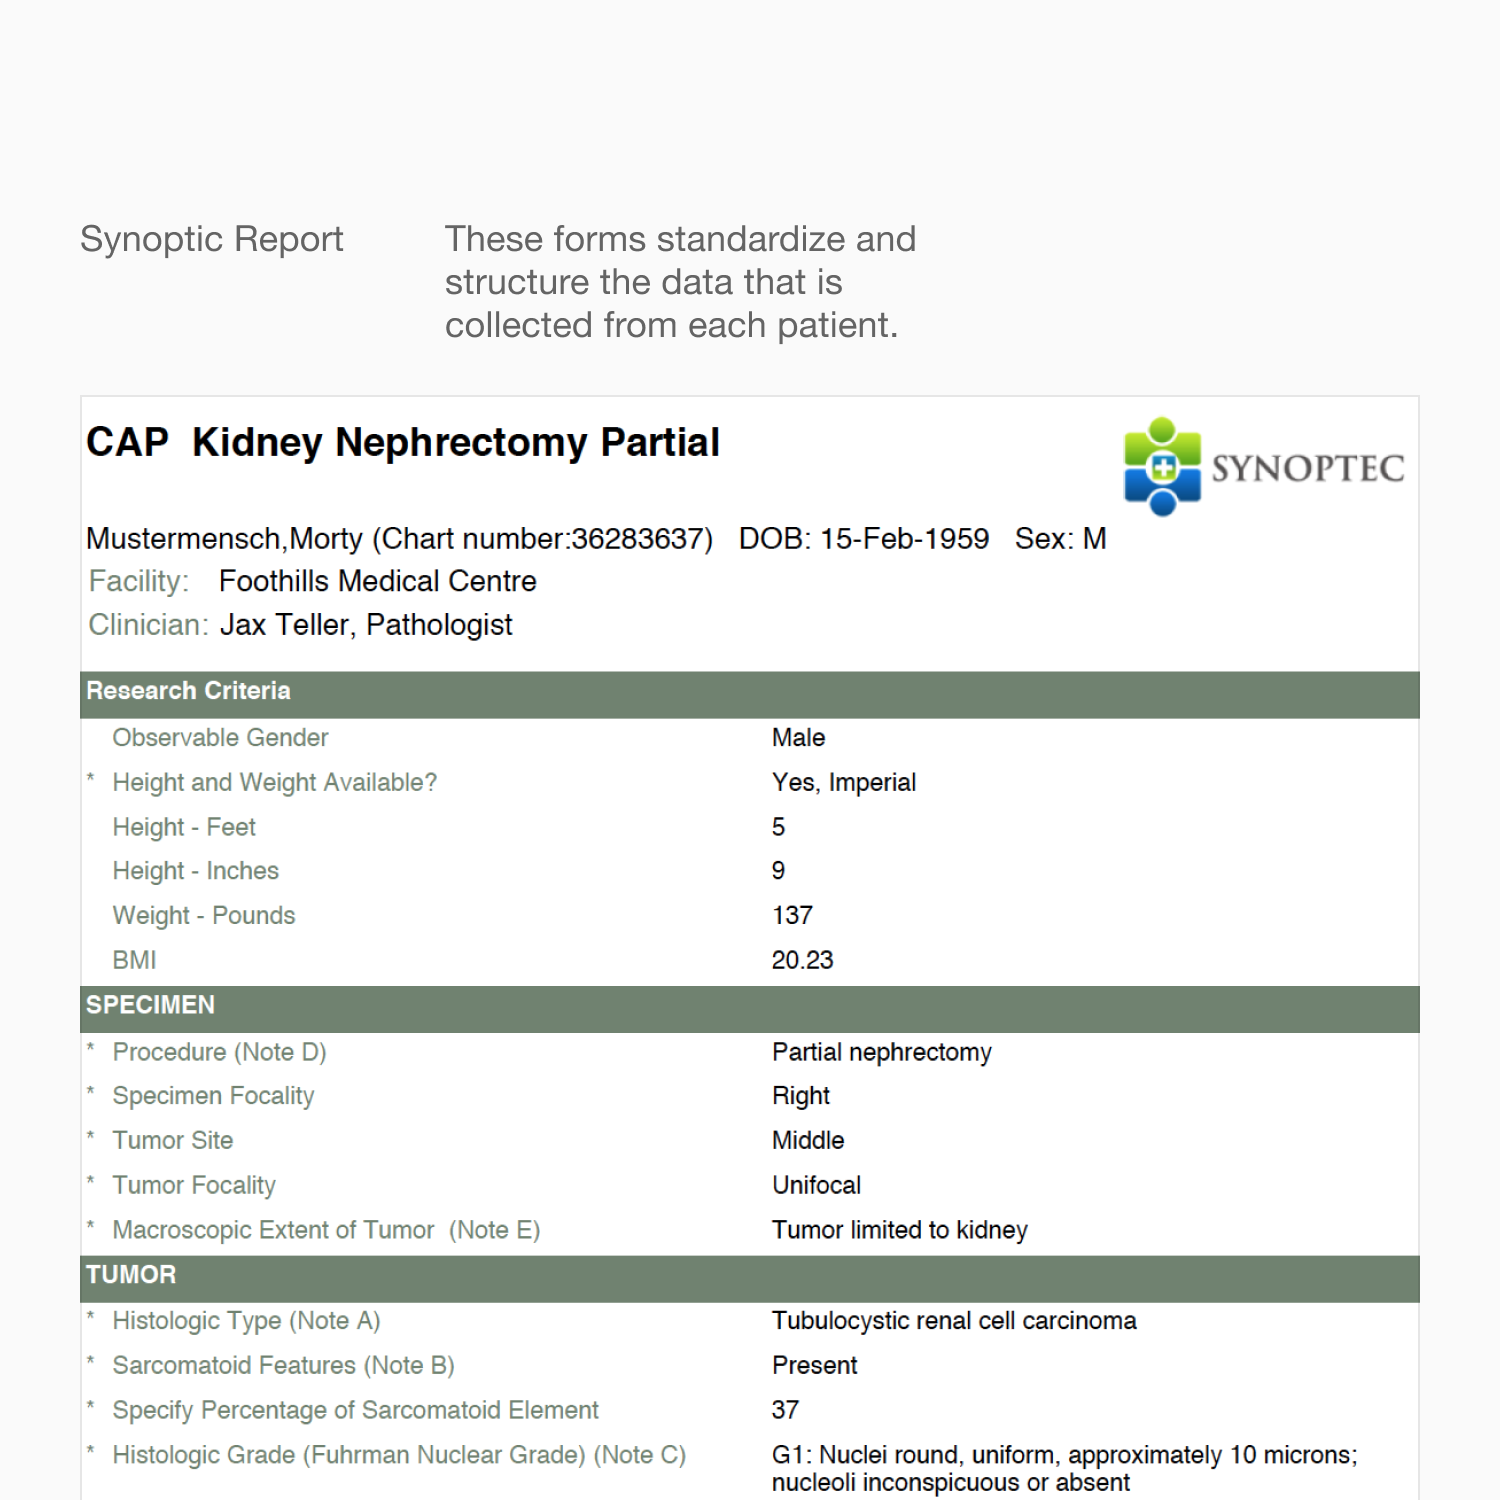 Synoptic Report
These forms standardize and
structure the data that is
collected from each patient.
CAP  Kidney Nephrectomy Partial
SYNOPTEC
Mustermensch,Morty (Chart number:36283637)   DOB: 15-Feb-1959   Sex: M
Facility:   Foothills Medical Centre
Clinician: Jax Teller, Pathologist
Research Criteria
Observable Gender   Male
* Height and Weight Available?   Yes, Imperial
Height - Feet   5
Height - Inches   9
Weight - Pounds   137
BMI   20.23
SPECIMEN
* Procedure (Note D)   Partial nephrectomy
* Specimen Focality   Right
* Tumor Site   Middle
* Tumor Focality   Unifocal
* Macroscopic Extent of Tumor  (Note E)   Tumor limited to kidney
TUMOR
* Histologic Type (Note A)   Tubulocystic renal cell carcinoma
* Sarcomatoid Features (Note B)   Present
* Specify Percentage of Sarcomatoid Element   37
* Histologic Grade (Fuhrman Nuclear Grade) (Note C)   G1: Nuclei round, uniform, approximately 10 microns;
nucleoli inconspicuous or absent